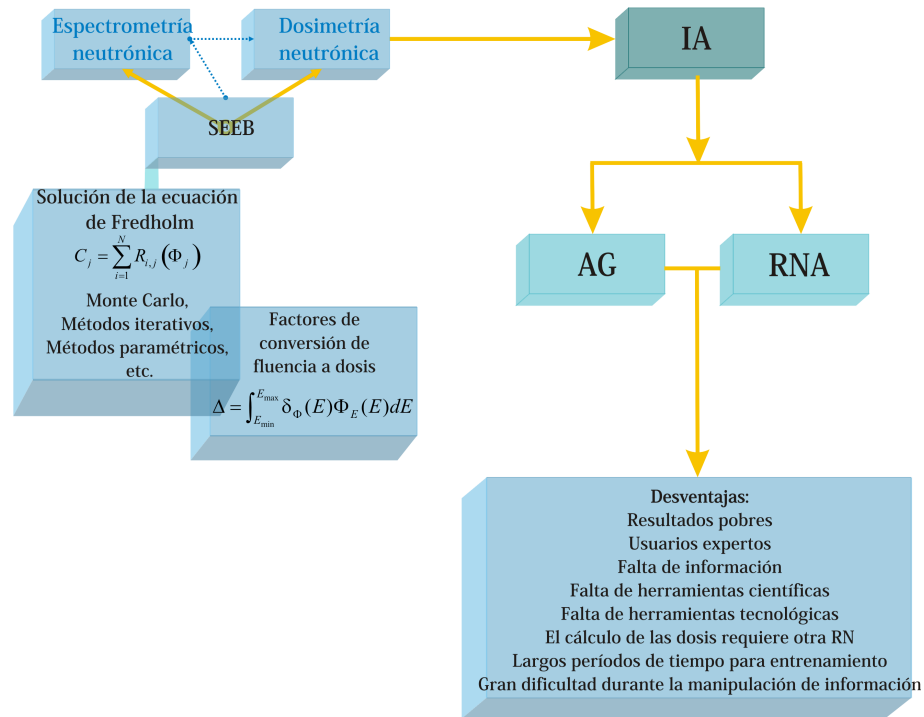 Espectrometría
neutrónica
Dosimetría
neutrónica
IA
SEEB
Solución de la ecuación
de Fredholm
$C_j = \sum_{i=1}^{N} R_{i,j} (\Phi_j)$
Monte Carlo,
Métodos iterativos,
Métodos paramétricos,
etc.
Factores de
conversión de
fluencia a dosis
$\Delta = \int_{E_{\min}}^{E_{\max}} \delta_{\Phi}(E) \Phi_E(E) dE$
AG
RNA
Desventajas:
Resultados pobres
Usuarios expertos
Falta de información
Falta de herramientas científicas
Falta de herramientas tecnológicas
El cálculo de las dosis requiere otra RN
Largos períodos de tiempo para entrenamiento
Gran dificultad durante la manipulación de información